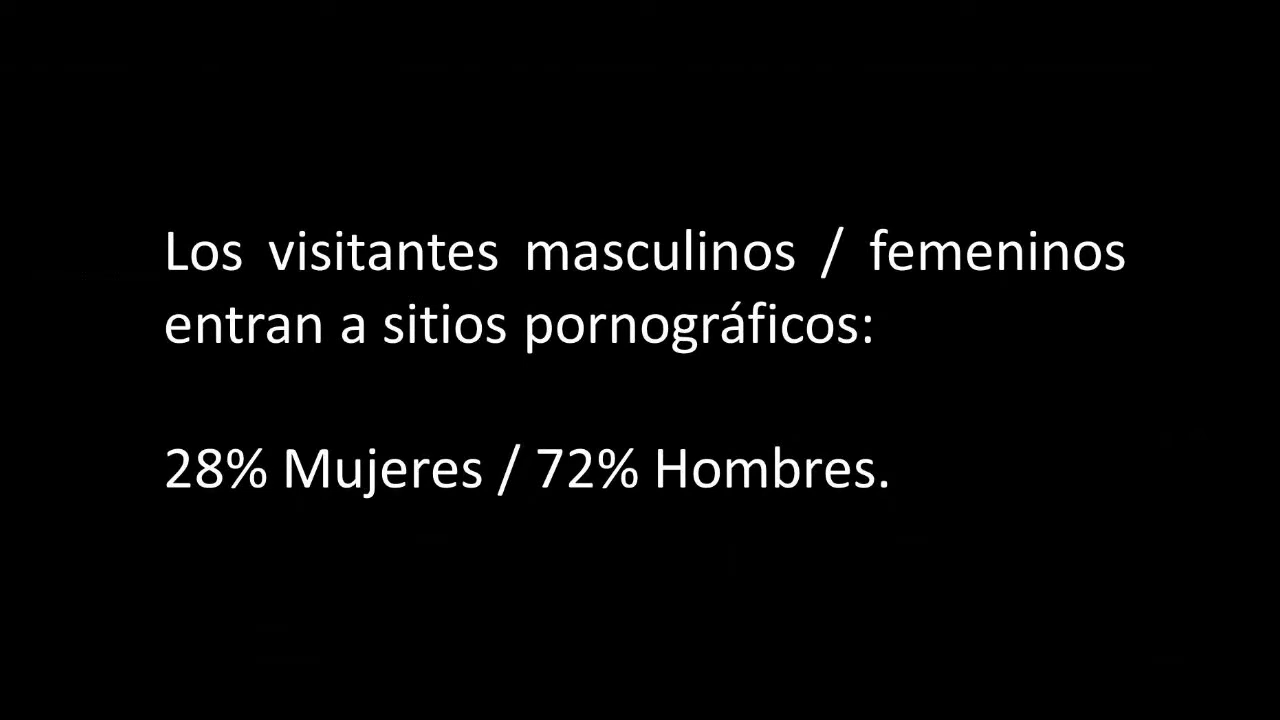 Los visitantes masculinos / femeninos
entran a sitios pornográficos:
28% Mujeres / 72% Hombres.